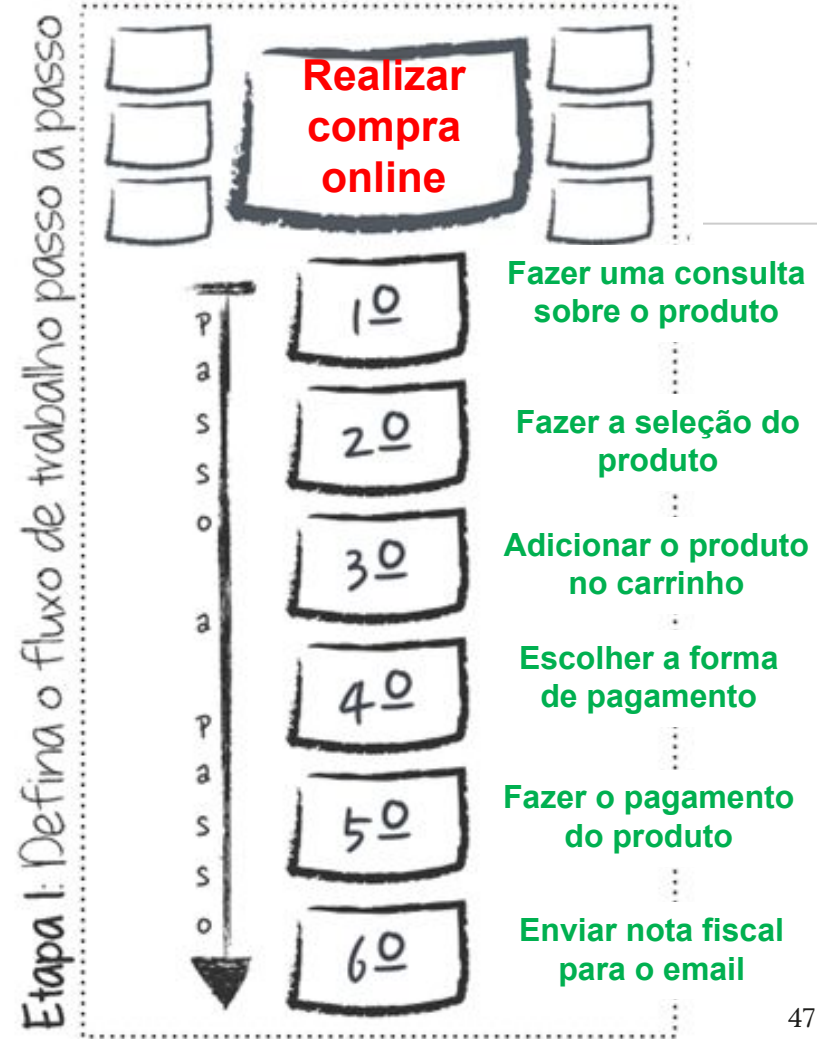 Etapa 1: Defina o fluxo de trabalho passo a passo
Realizar
compra
online
Passo a Passo
1º
Fazer uma consulta
sobre o produto
2º
Fazer a seleção do
produto
3º
Adicionar o produto
no carrinho
4º
Escolher a forma
de pagamento
5º
Fazer o pagamento
do produto
6º
Enviar nota fiscal
para o email
47